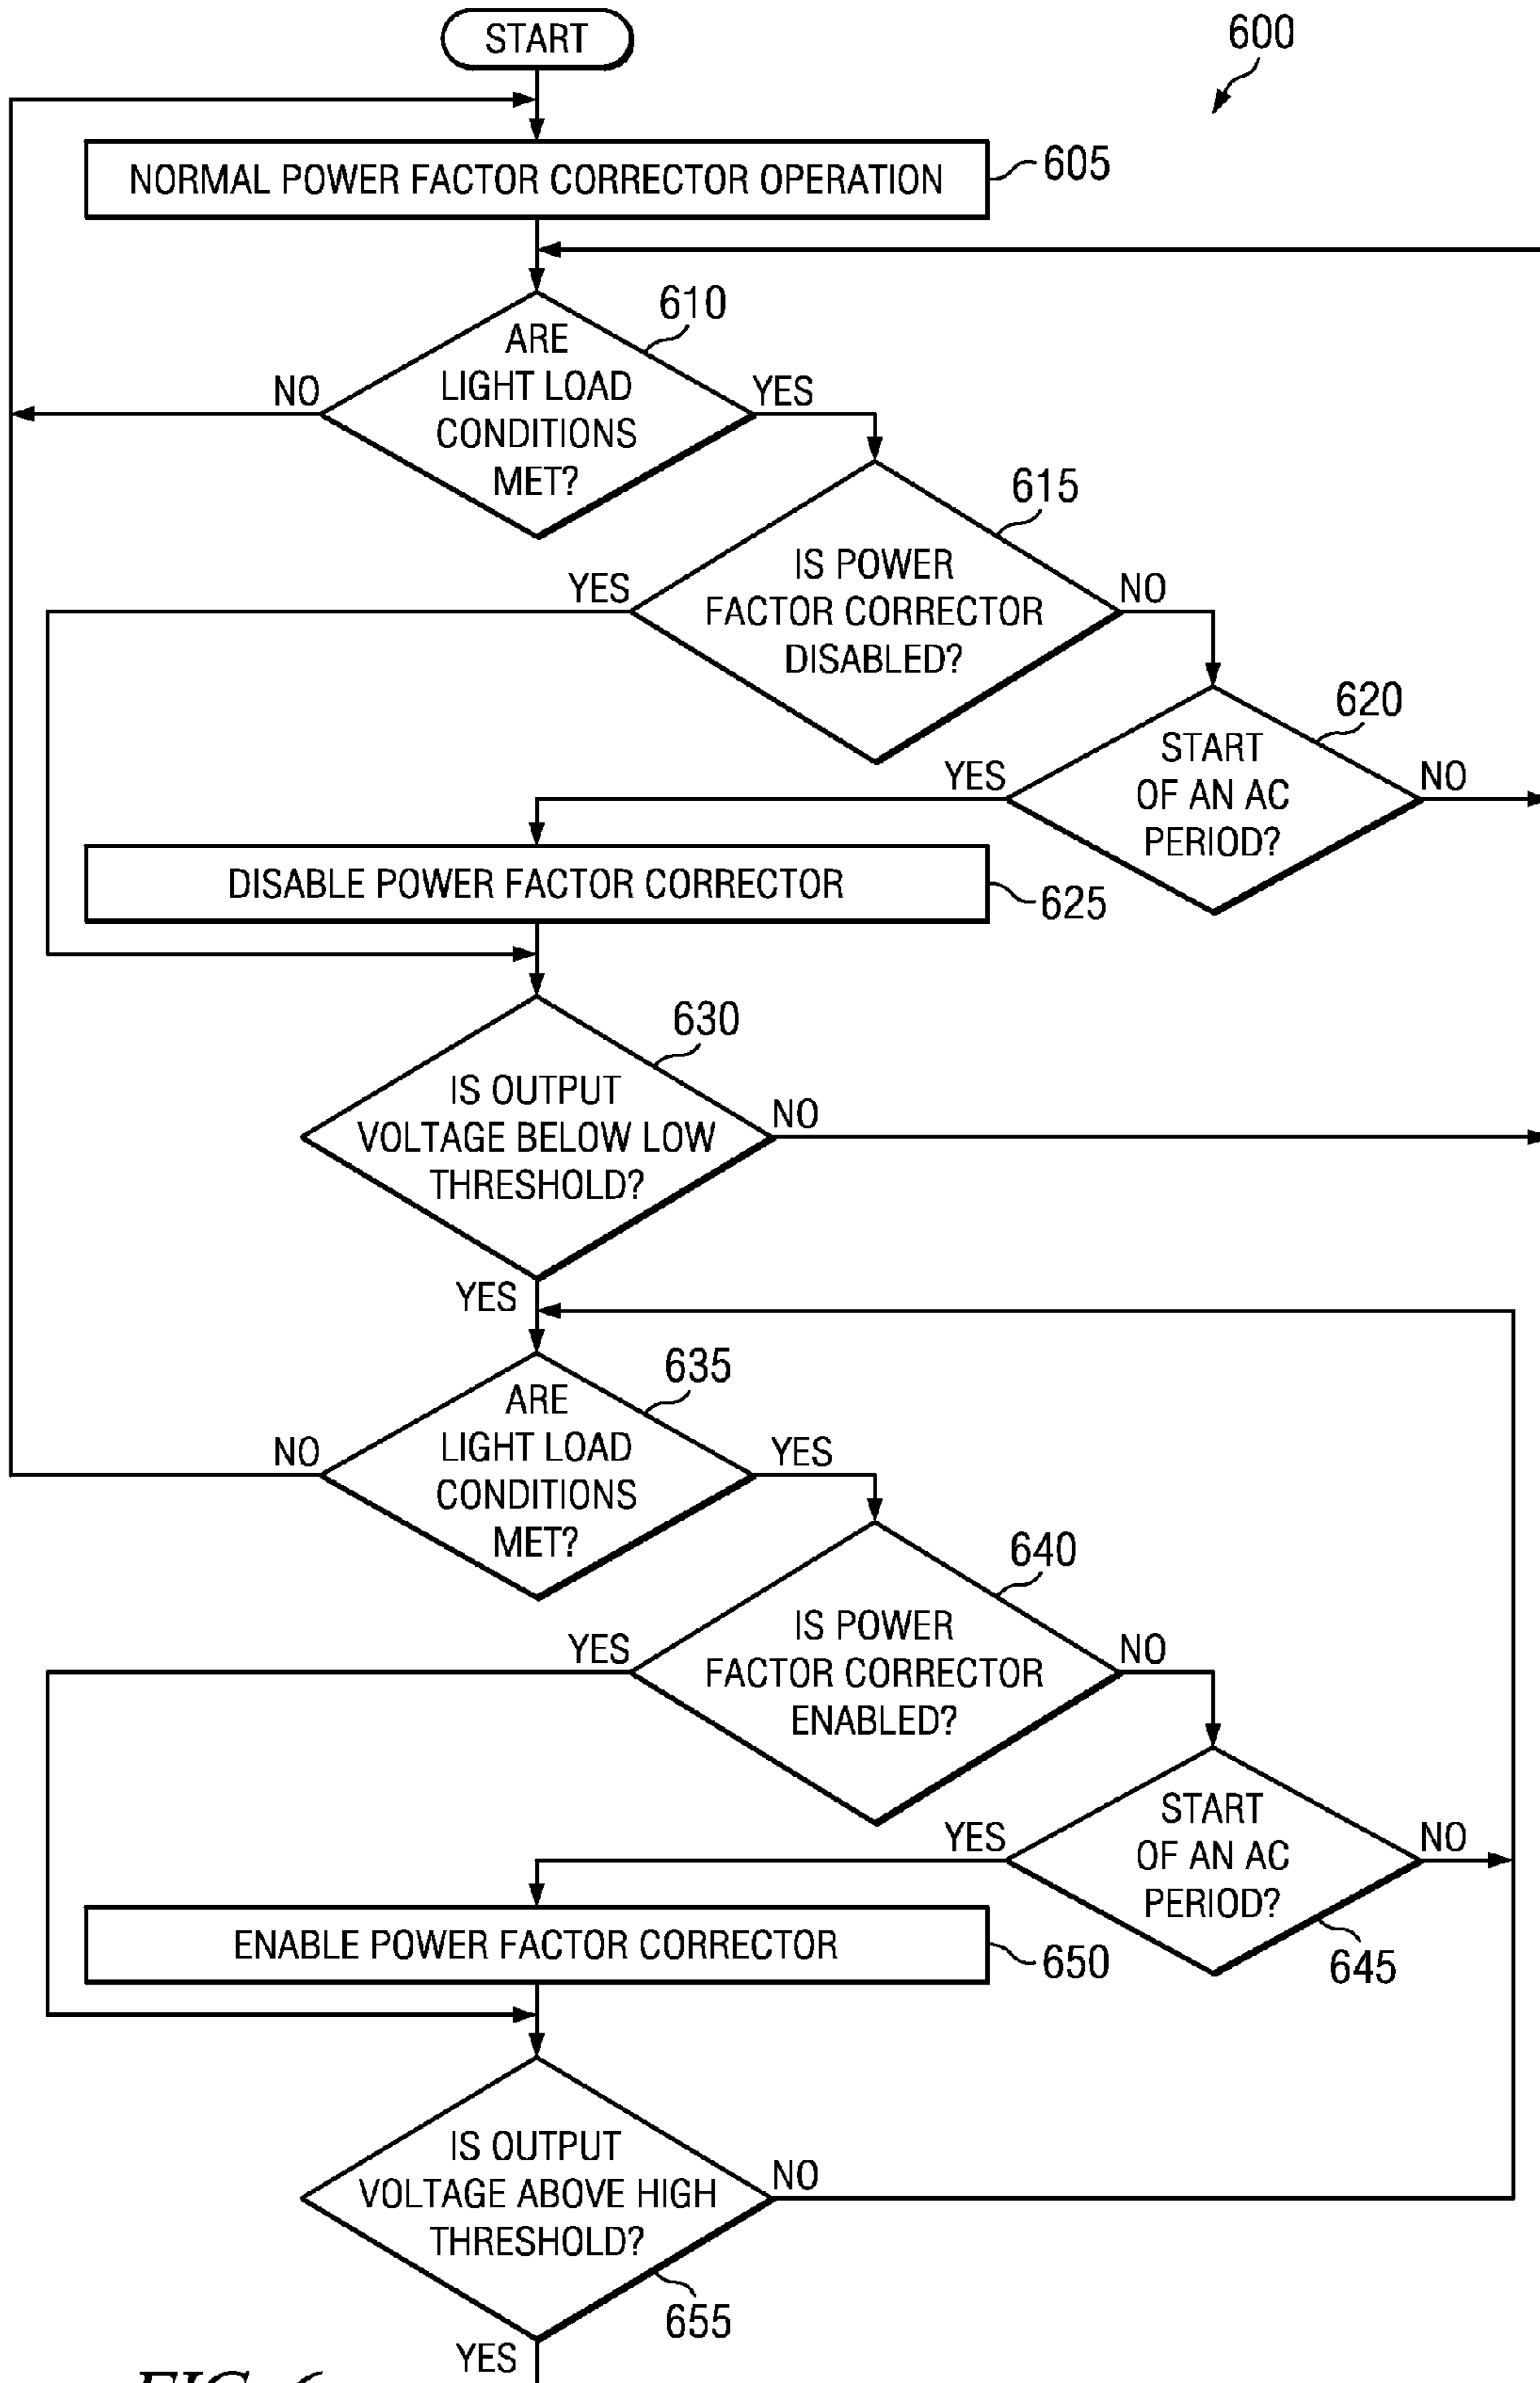 START
600
NORMAL POWER FACTOR CORRECTOR OPERATION
605
610
ARE
LIGHT LOAD
CONDITIONS
MET?
NO
YES
615
IS POWER
FACTOR CORRECTOR
DISABLED?
YES
NO
620
START
OF AN AC
PERIOD?
YES
NO
DISABLE POWER FACTOR CORRECTOR
625
630
IS OUTPUT
VOLTAGE BELOW LOW
THRESHOLD?
NO
YES
635
ARE
LIGHT LOAD
CONDITIONS
MET?
NO
YES
640
IS POWER
FACTOR CORRECTOR
ENABLED?
YES
NO
START
OF AN AC
PERIOD?
YES
NO
645
ENABLE POWER FACTOR CORRECTOR
650
IS OUTPUT
VOLTAGE ABOVE HIGH
THRESHOLD?
NO
655
YES
FIG. 6